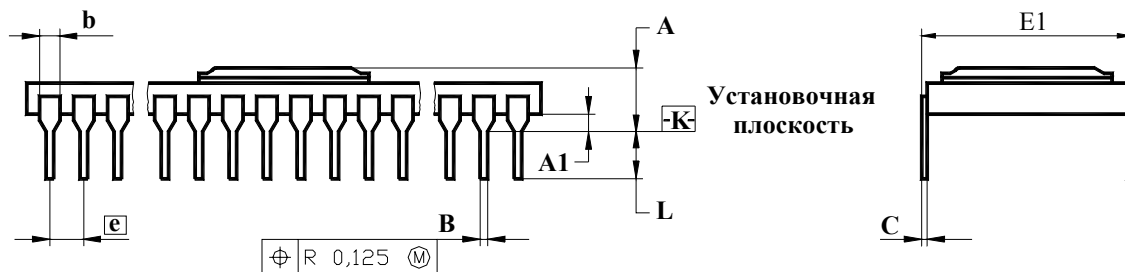 b
A
E1
Установочная
плоскость
-K-
A1
L
e
B
C
⌖ R 0,125 Ⓜ